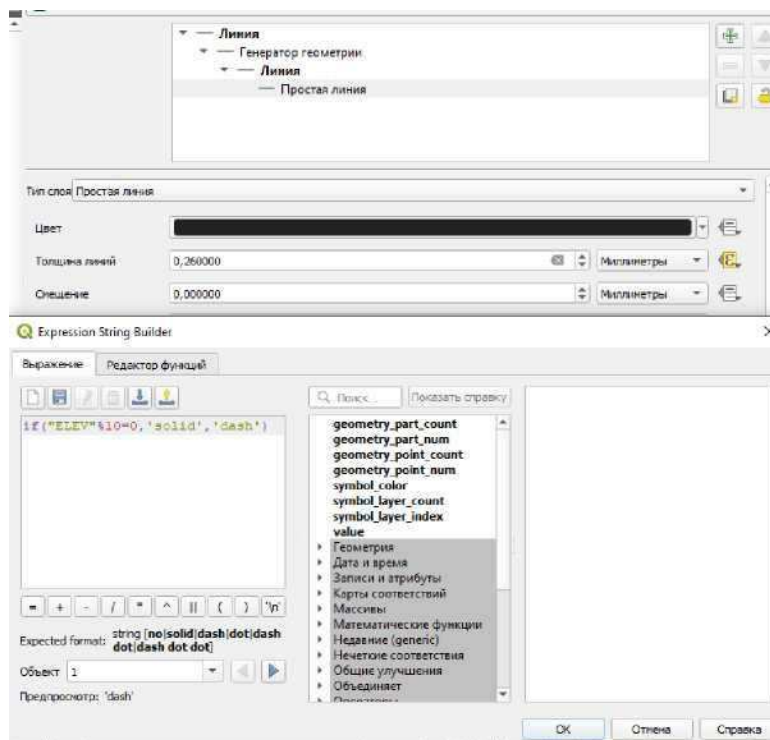 Линия
Генератор геометрии
Линия
Простая линия
Тип слоя Простая линия
Цвет
Толщина линий 0,260000 Миллиметры
Смещение 0,000000 Миллиметры
Expression String Builder
Выражение Редактор функций
Поиск... Показать справку
if("ELEV"%10=0,'solid','dash')
geometry_part_count
geometry_part_num
geometry_point_count
geometry_point_num
symbol_color
symbol_layer_count
symbol_layer_index
value
Геометрия
Дата и время
Записи и атрибуты
Карты соответствий
Массивы
Математические функции
Недавние (generic)
Нечеткие соответствия
Общие улучшения
Объединяет
Операторы
= + - / * ^ || ( ) '\n'
Expected format: string [no|solid|dash|dot|dash
dot|dash dot dot]
Объект 1
Предпросмотр: 'dash'
OK Отмена Справка